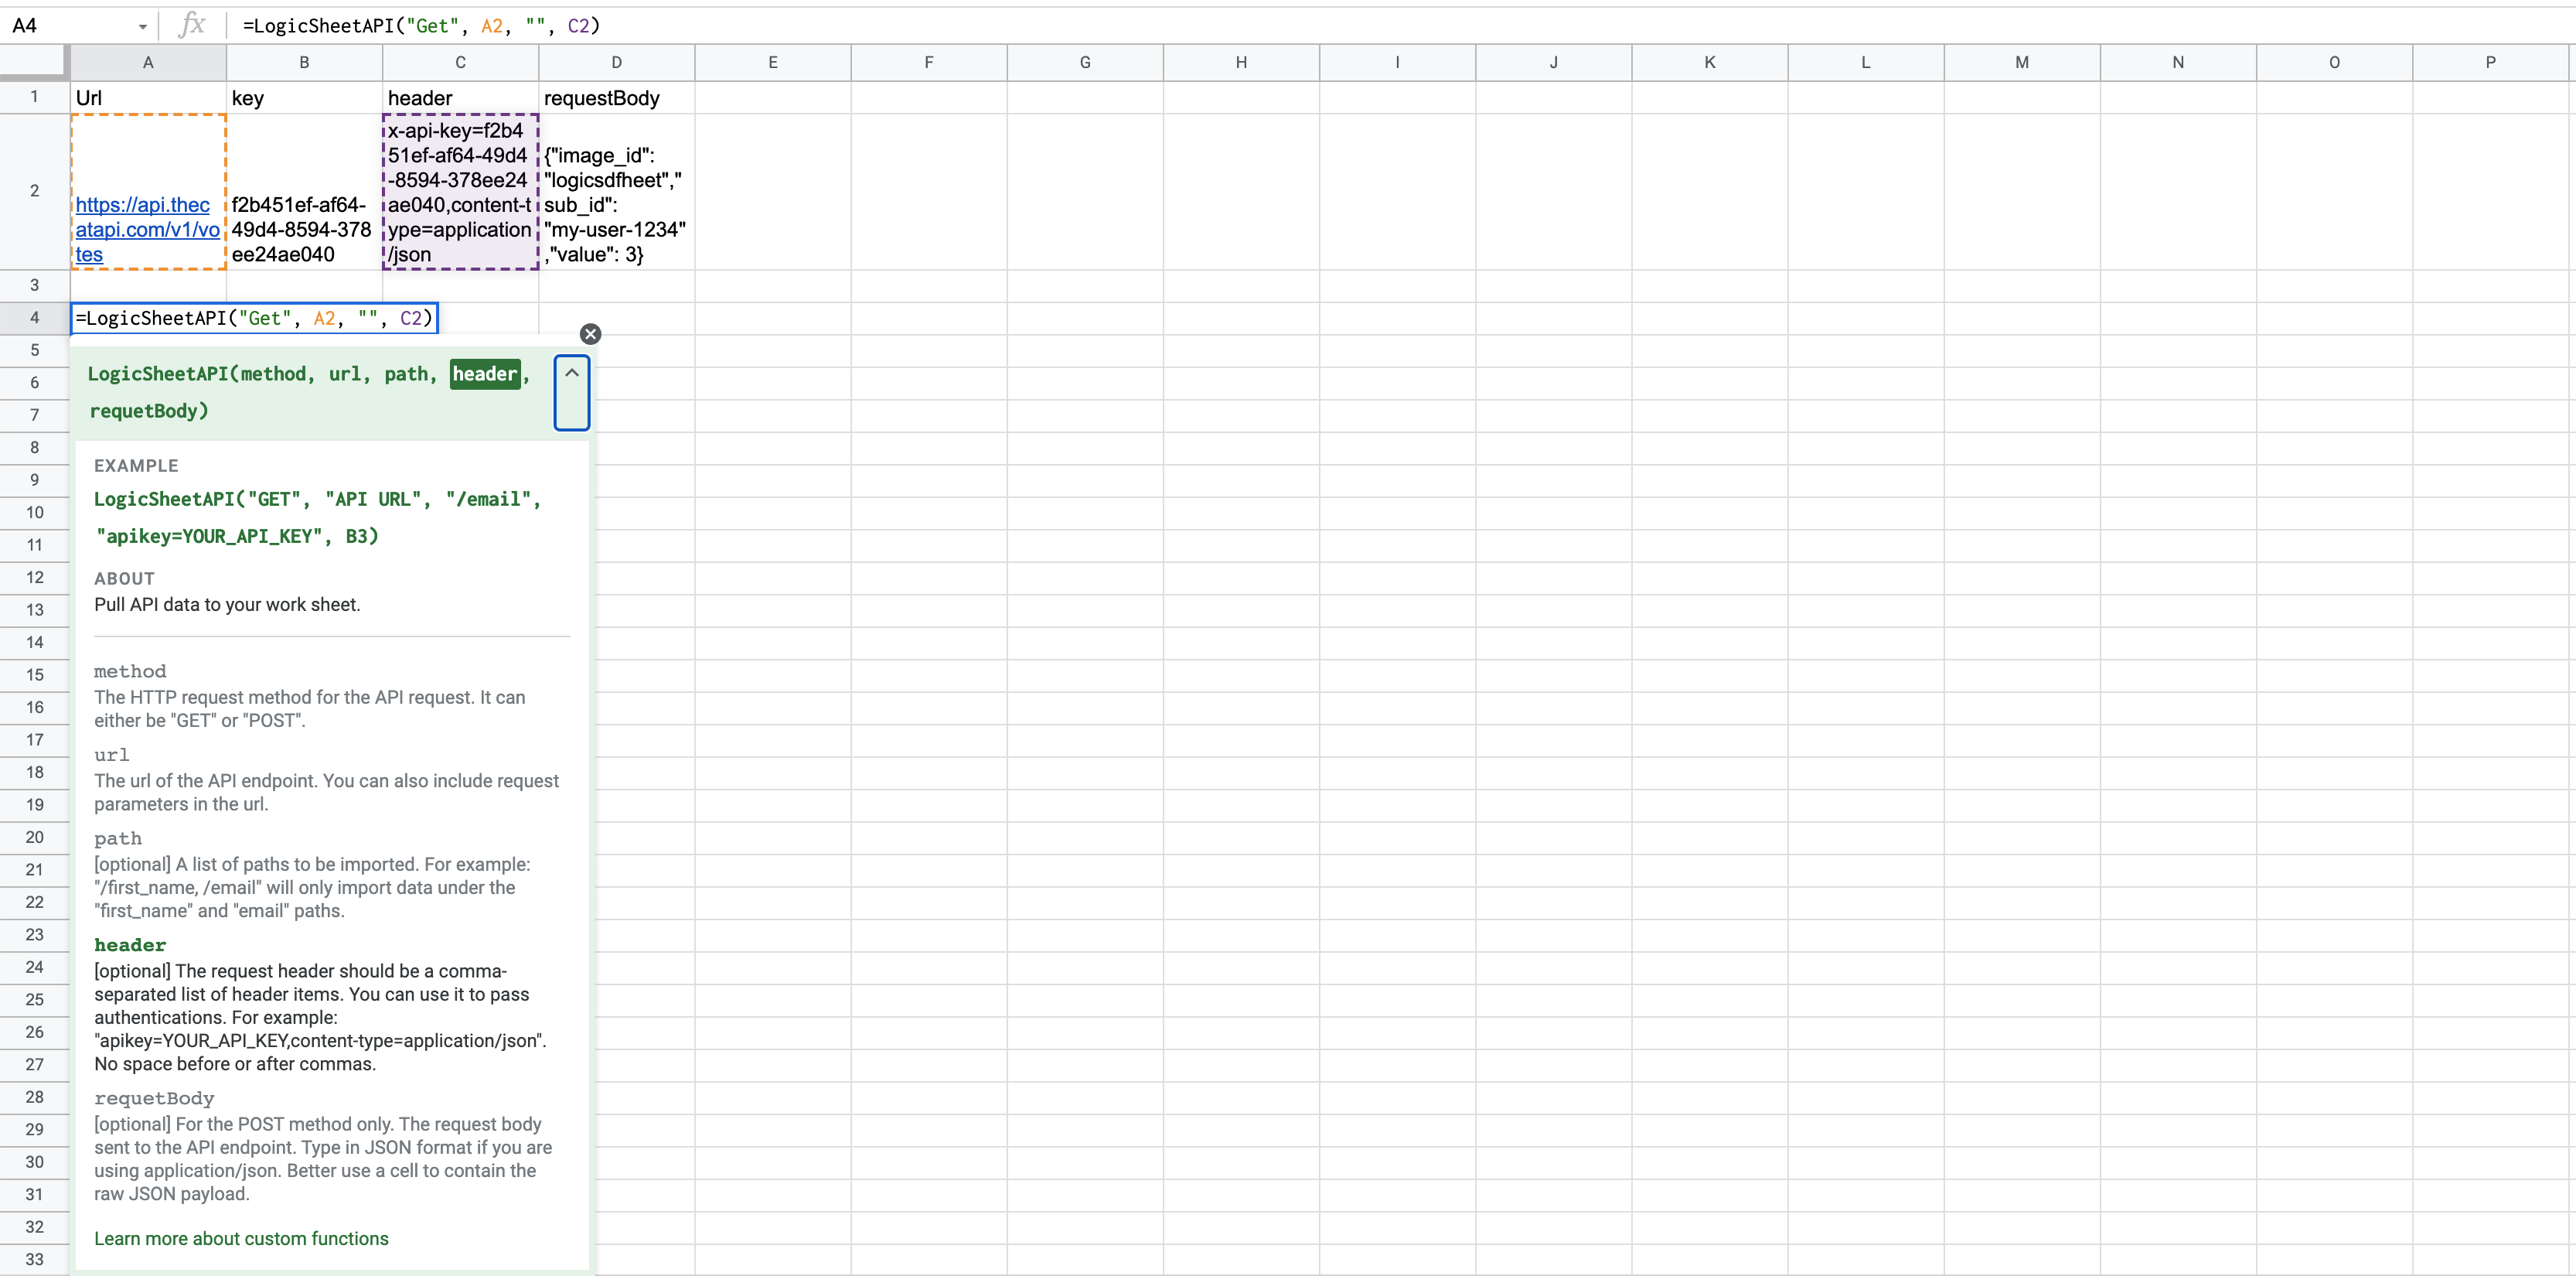 A4 fx =LogicSheetAPI("Get", A2, "", C2)
A B C D E F G H I J K L M N O P
1 Url key header requestBody
2
https://api.thec
atapi.com/v1/vo
tes
f2b451ef-af64-
49d4-8594-378
ee24ae040
x-api-key=f2b4
51ef-af64-49d4
-8594-378ee24
ae040,content-t
ype=application
/json
{"image_id":
"logicsdfheet","
sub_id":
"my-user-1234"
,"value": 3}
3
4 =LogicSheetAPI("Get", A2, "", C2)
5
6
7
8
9
10
11
12
13
14
15
16
17
18
19
20
21
22
23
24
25
26
27
28
29
30
31
32
33
LogicSheetAPI(method, url, path, header,
requetBody)
EXAMPLE
LogicSheetAPI("GET", "API URL", "/email",
"apikey=YOUR_API_KEY", B3)
ABOUT
Pull API data to your work sheet.
method
The HTTP request method for the API request. It can
either be "GET" or "POST".
url
The url of the API endpoint. You can also include request
parameters in the url.
path
[optional] A list of paths to be imported. For example:
"/first_name, /email" will only import data under the
"first_name" and "email" paths.
header
[optional] The request header should be a comma-
separated list of header items. You can use it to pass
authentications. For example:
"apikey=YOUR_API_KEY,content-type=application/json".
No space before or after commas.
requetBody
[optional] For the POST method only. The request body
sent to the API endpoint. Type in JSON format if you are
using application/json. Better use a cell to contain the
raw JSON payload.
Learn more about custom functions